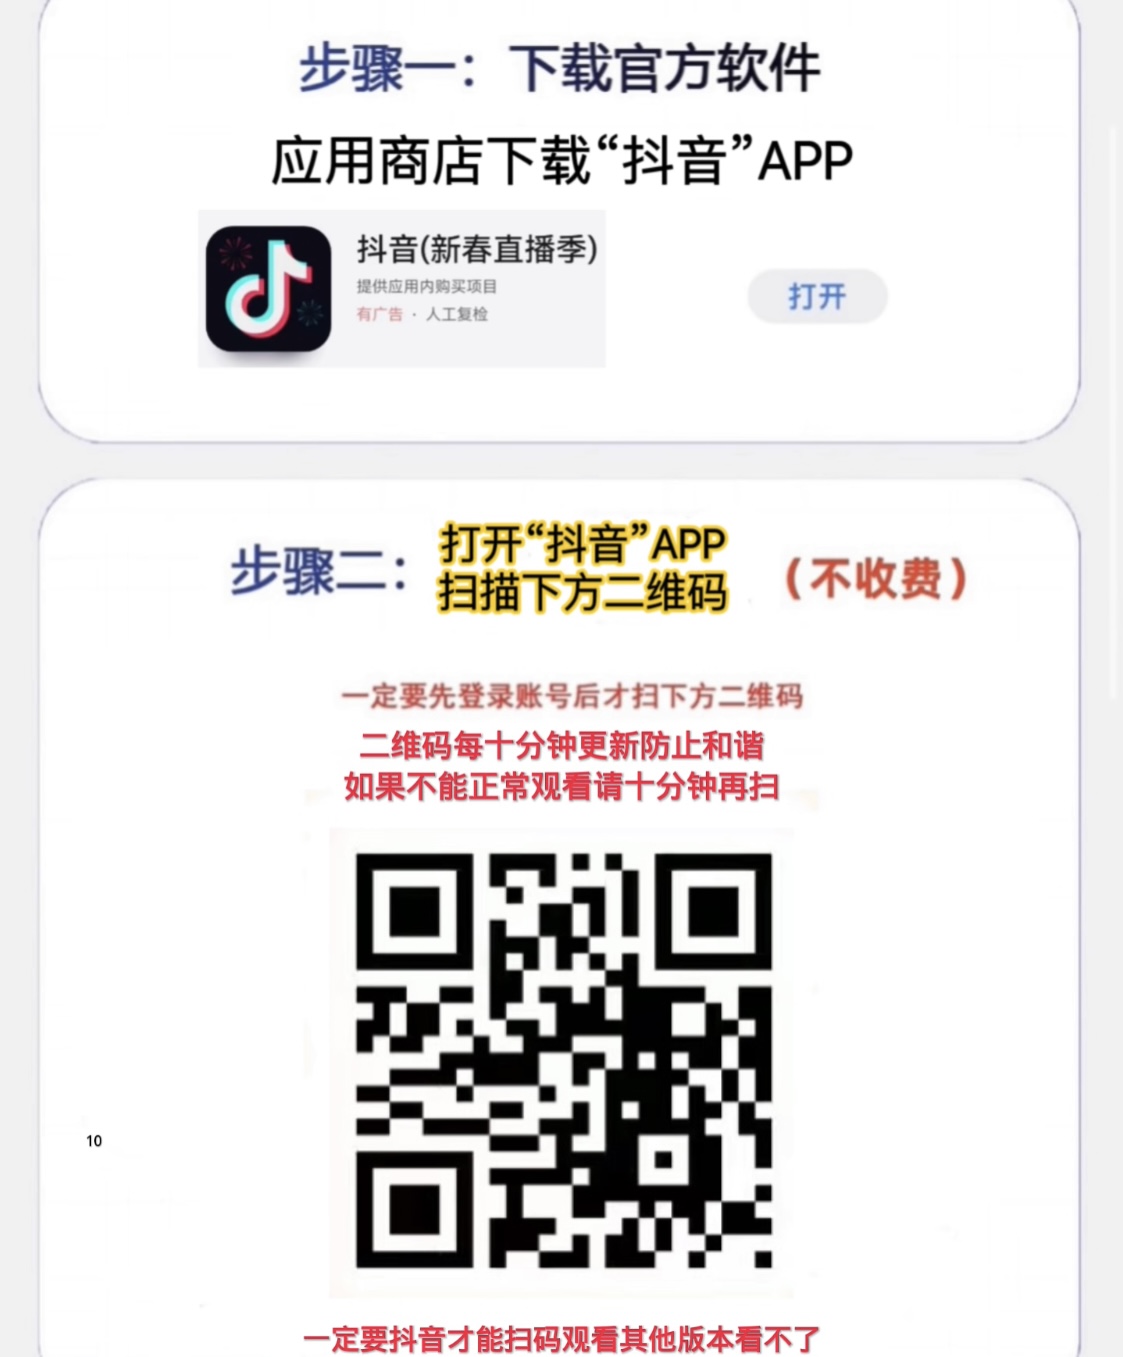 步骤一：下载官方软件
应用商店下载“抖音”APP
抖音(新春直播季)
提供应用内购买项目
有广告 · 人工复检
打开
步骤二：
打开“抖音”APP
扫描下方二维码
（不收费）
一定要先登录账号后才扫下方二维码
二维码每十分钟更新防止和谐
如果不能正常观看请十分钟再扫
10
一定要抖音才能扫码观看其他版本看不了